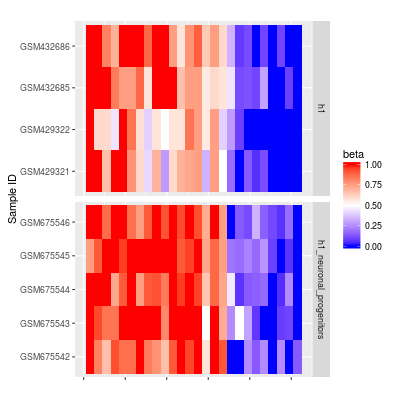 Sample ID
GSM432686
GSM432685
GSM429322
GSM429321
h1
GSM675546
GSM675545
GSM675544
GSM675543
GSM675542
h1_neuronal_progenitors
beta
1.00
0.75
0.50
0.25
0.00